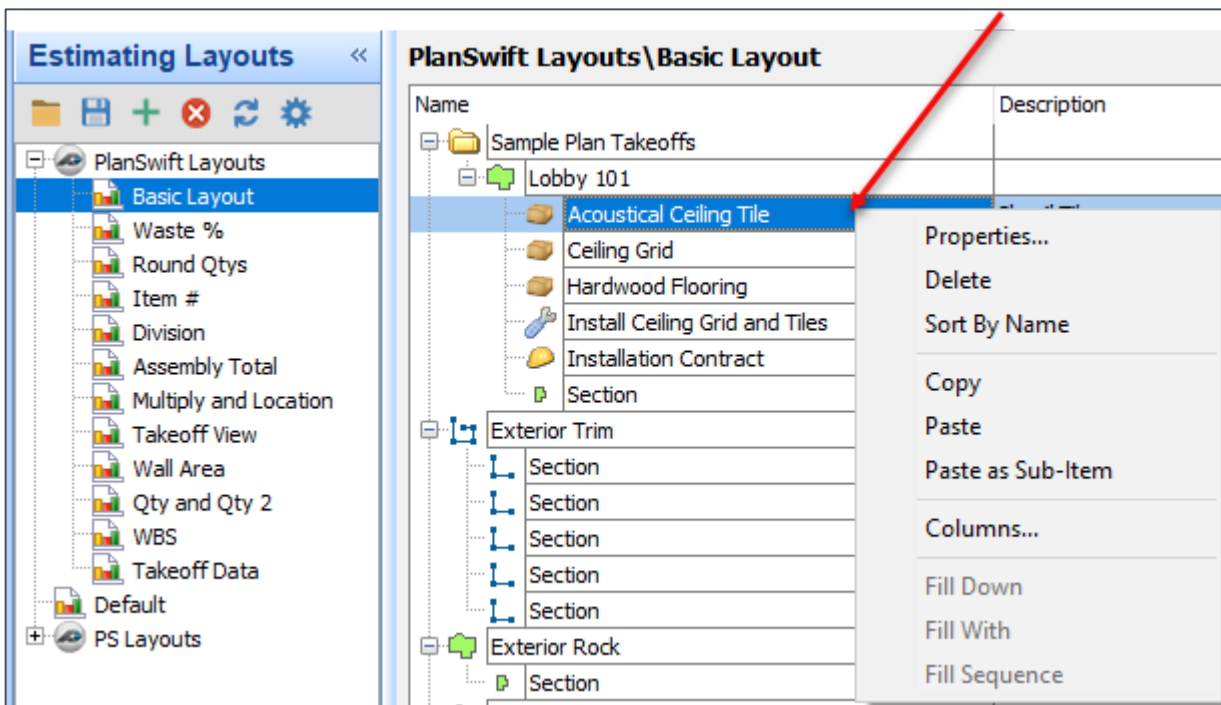 Estimating Layouts «
PlanSwift Layouts
Basic Layout
Waste %
Round Qtys
Item #
Division
Assembly Total
Multiply and Location
Takeoff View
Wall Area
Qty and Qty 2
WBS
Takeoff Data
Default
PS Layouts
PlanSwift Layouts\Basic Layout
Name Description
Sample Plan Takeoffs
Lobby 101
Acoustical Ceiling Tile
Ceiling Grid
Hardwood Flooring
Install Ceiling Grid and Tiles
Installation Contract
Section
Exterior Trim
Section
Section
Section
Section
Section
Exterior Rock
Section
Properties...
Delete
Sort By Name
Copy
Paste
Paste as Sub-Item
Columns...
Fill Down
Fill With
Fill Sequence